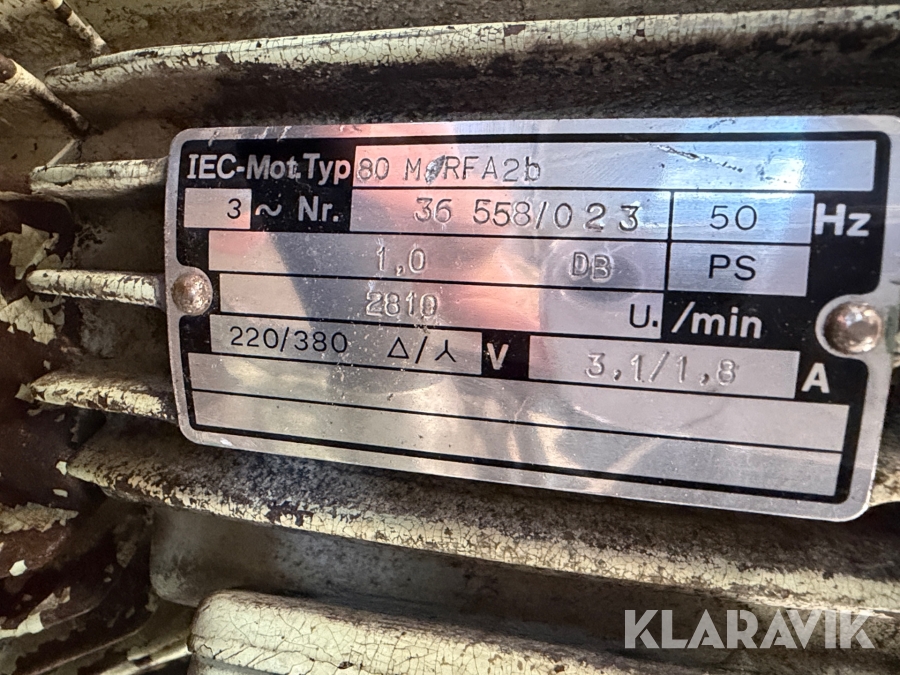 IEC-Mot.Typ 80 M/RFA2b
3~ Nr. 36 558/023 50 Hz
1,0 DB PS
2810 U./min
220/380 △/⅄ V 3,1/1,8 A
KLARAVIK